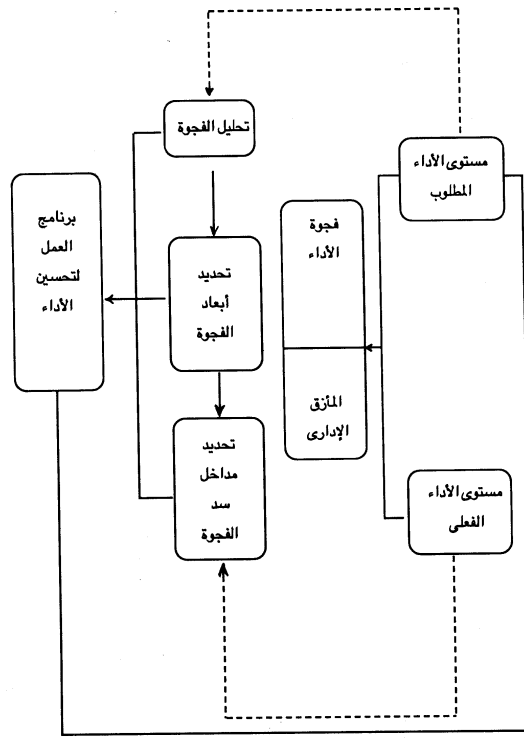 مستوى الأداء
المطلوب
مستوى الأداء
الفعلى
فجوة
الأداء
المأزق
الإدارى
تحليل الفجوة
تحديد
أبعاد
الفجوة
تحديد
مداخل
سد
الفجوة
برنامج
العمل
لتحسين
الأداء